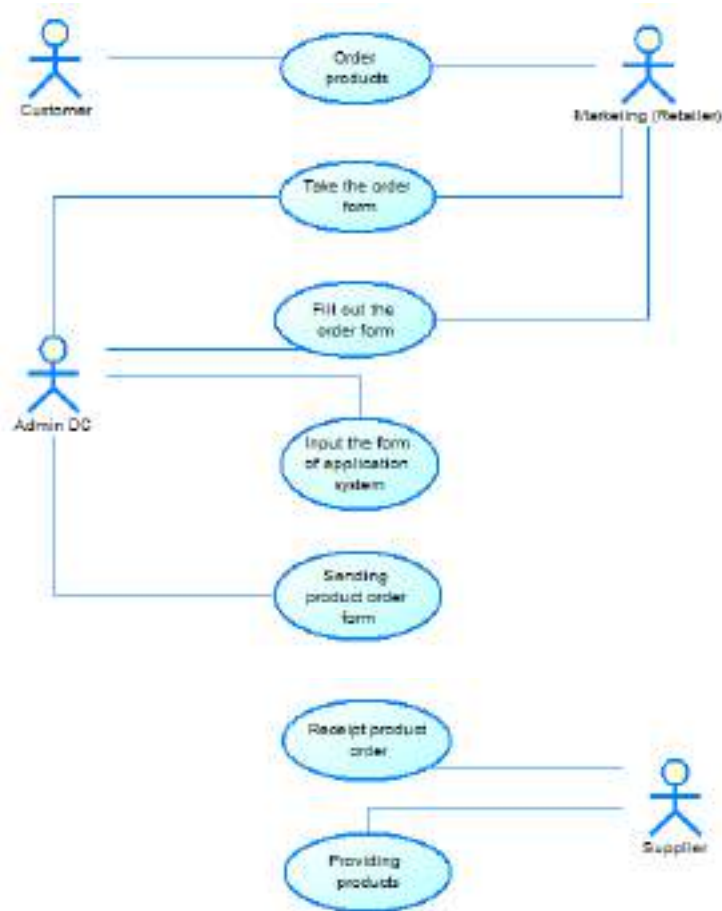 Customer
Order
products
Marketing (Retailer)
Take the order
form
Fill out the
order form
Admin DC
Input the form
of application
system
Sending
product order
form
Receipt product
order
Supplier
Providing
products